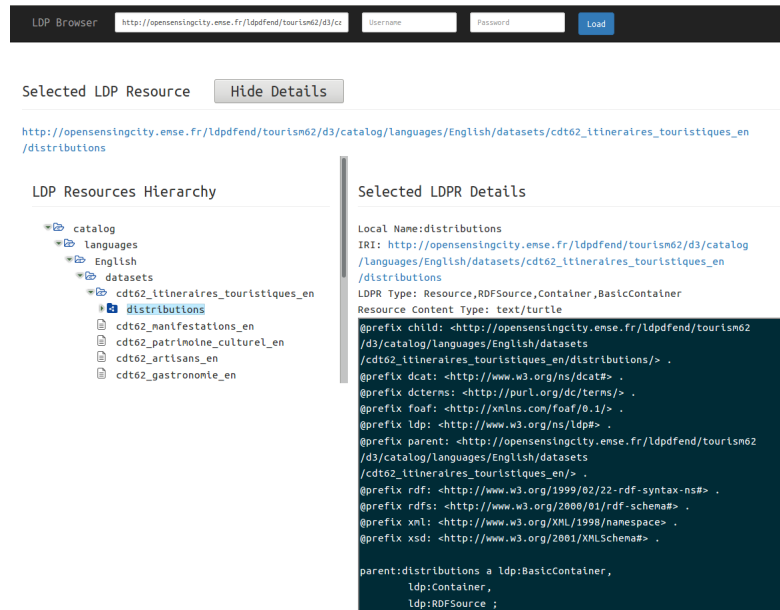 LDP Browser
http://opensensingcity.emse.fr/ldpdfend/tourism62/d3/ca
Username
Password
Load
Selected LDP Resource
Hide Details
http://opensensingcity.emse.fr/ldpdfend/tourism62/d3/catalog/languages/English/datasets/cdt62_itineraires_touristiques_en
/distributions
LDP Resources Hierarchy
catalog
languages
English
datasets
cdt62_itineraires_touristiques_en
distributions
cdt62_manifestations_en
cdt62_patrimoine_culturel_en
cdt62_artisans_en
cdt62_gastronomie_en
Selected LDPR Details
Local Name:distributions
IRI: http://opensensingcity.emse.fr/ldpdfend/tourism62/d3/catalog
/languages/English/datasets/cdt62_itineraires_touristiques_en
/distributions
LDPR Type: Resource,RDFSource,Container,BasicContainer
Resource Content Type: text/turtle
@prefix child: <http://opensensingcity.emse.fr/ldpdfend/tourism62
/d3/catalog/languages/English/datasets
/cdt62_itineraires_touristiques_en/distributions/> .
@prefix dcat: <http://www.w3.org/ns/dcat#> .
@prefix dcterms: <http://purl.org/dc/terms/> .
@prefix foaf: <http://xmlns.com/foaf/0.1/> .
@prefix ldp: <http://www.w3.org/ns/ldp#> .
@prefix parent: <http://opensensingcity.emse.fr/ldpdfend/tourism62
/d3/catalog/languages/English/datasets
/cdt62_itineraires_touristiques_en/> .
@prefix rdf: <http://www.w3.org/1999/02/22-rdf-syntax-ns#> .
@prefix rdfs: <http://www.w3.org/2000/01/rdf-schema#> .
@prefix xml: <http://www.w3.org/XML/1998/namespace> .
@prefix xsd: <http://www.w3.org/2001/XMLSchema#> .
parent:distributions a ldp:BasicContainer,
ldp:Container,
ldp:RDFSource ;